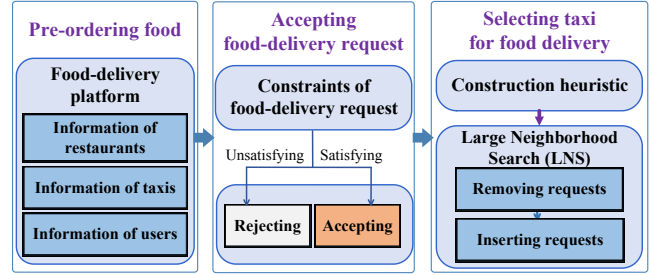 Pre-ordering food
Food-delivery
platform
Information of
restaurants
Information of taxis
Information of users
Accepting
food-delivery request
Constraints of
food-delivery request
Unsatisfying
Satisfying
Rejecting
Accepting
Selecting taxi
for food delivery
Construction heuristic
Large Neighborhood
Search (LNS)
Removing requests
Inserting requests